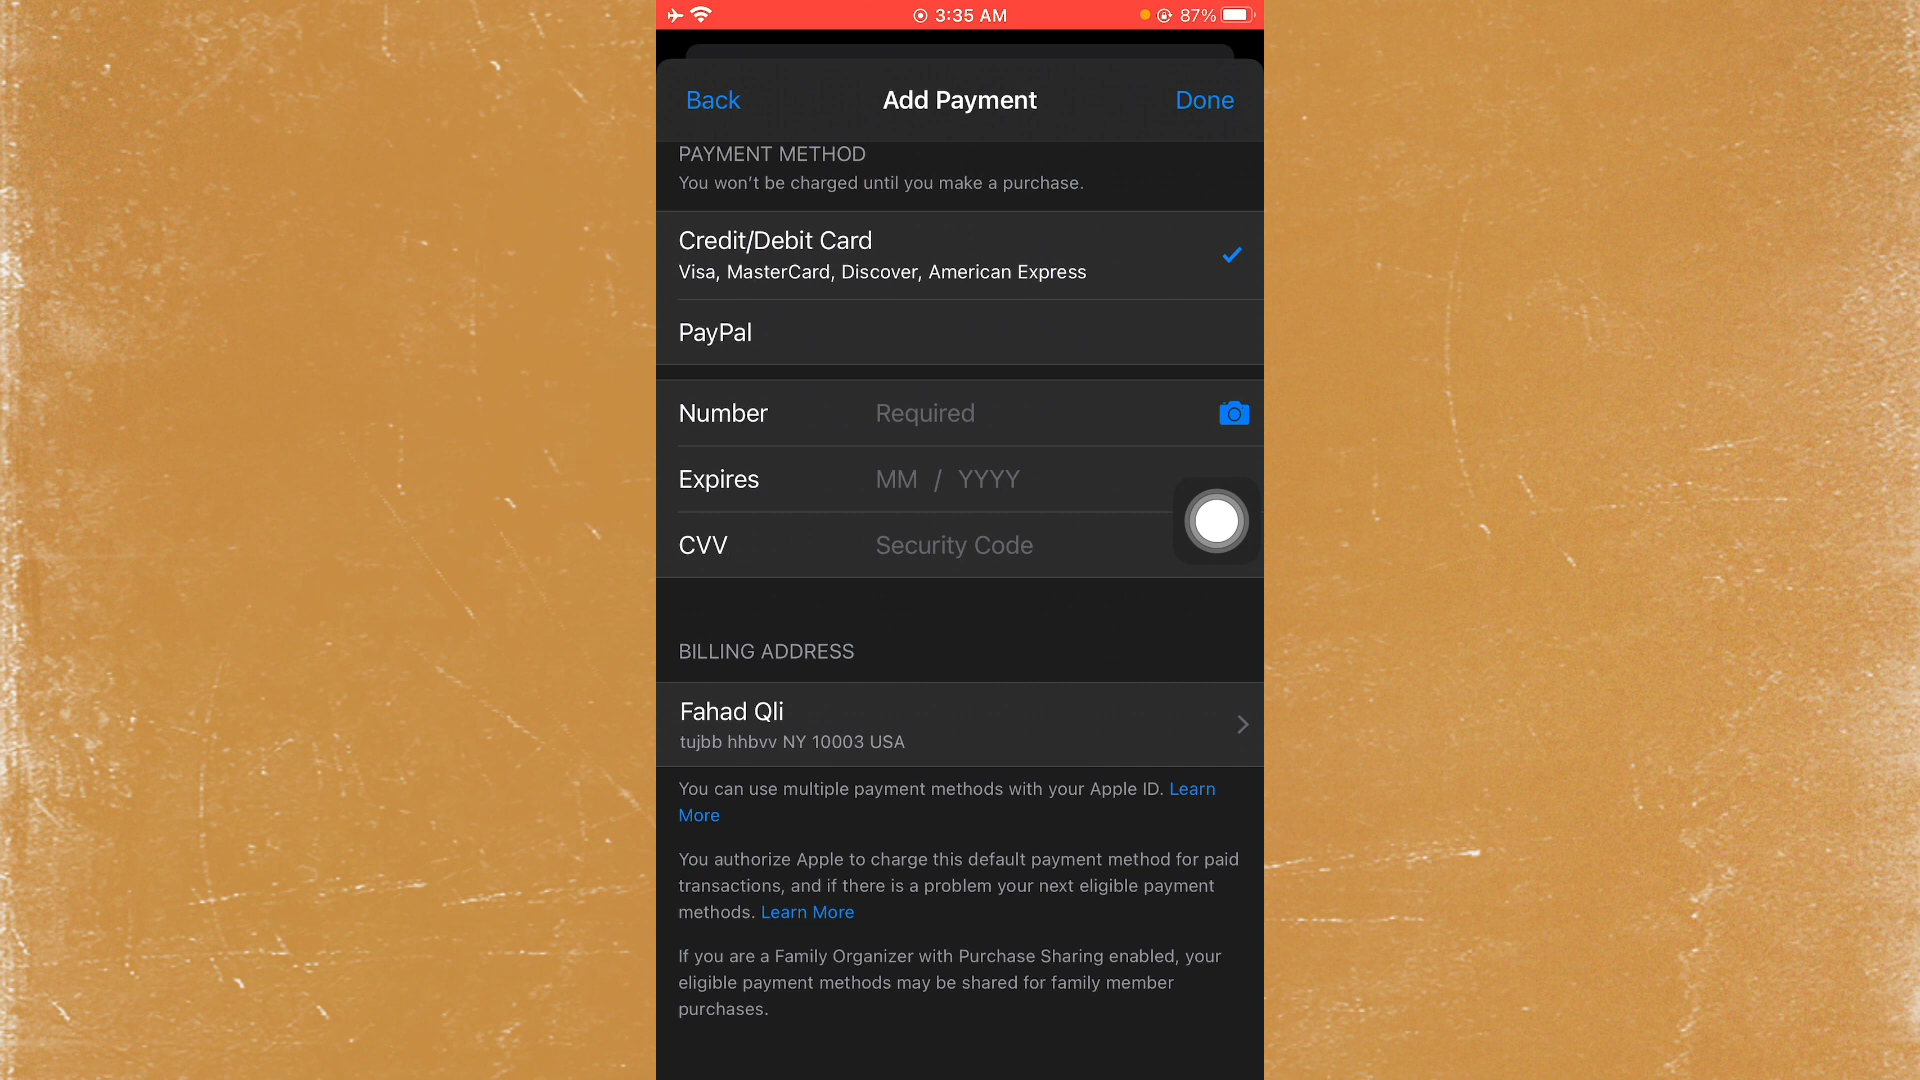 3:35 AM
87%
Back
Add Payment
Done
PAYMENT METHOD
You won't be charged until you make a purchase.
Credit/Debit Card
Visa, MasterCard, Discover, American Express
PayPal
Number Required
Expires MM / YYYY
CVV Security Code
BILLING ADDRESS
Fahad Qli
tujbb hhbvv NY 10003 USA
You can use multiple payment methods with your Apple ID. Learn
More
You authorize Apple to charge this default payment method for paid
transactions, and if there is a problem your next eligible payment
methods. Learn More
If you are a Family Organizer with Purchase Sharing enabled, your
eligible payment methods may be shared for family member
purchases.